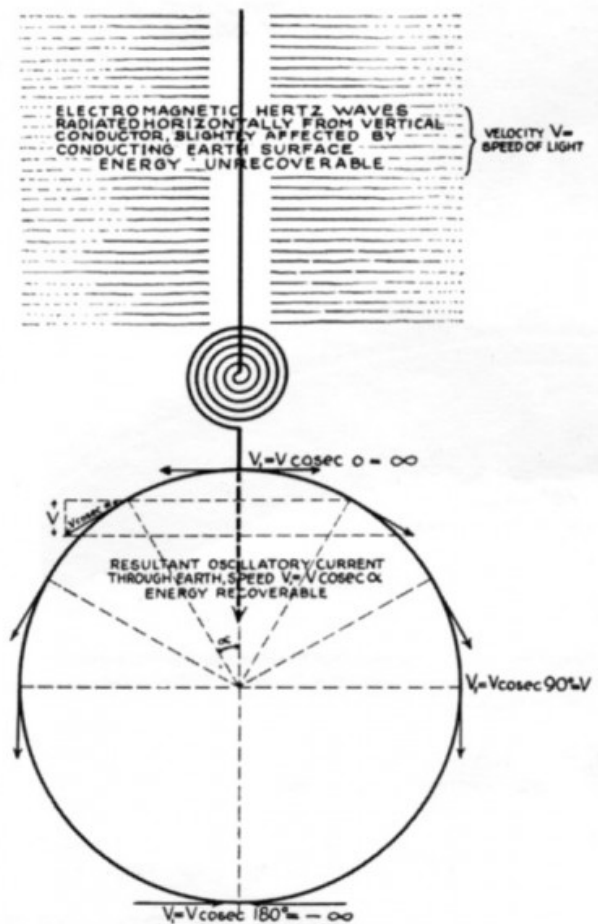 ELECTROMAGNETIC HERTZ WAVES
RADIATED HORIZONTALLY FROM VERTICAL
CONDUCTOR, SLIGHTLY AFFECTED BY
CONDUCTING EARTH SURFACE
ENERGY UNRECOVERABLE
VELOCITY V=
SPEED OF LIGHT
V₁=V cosec 0 = ∞
V
V cosec α
RESULTANT OSCILLATORY CURRENT
THROUGH EARTH, SPEED V₁=V COSEC α
ENERGY RECOVERABLE
α
V₁=V cosec 90°=V
V₁=V cosec 180°= - ∞